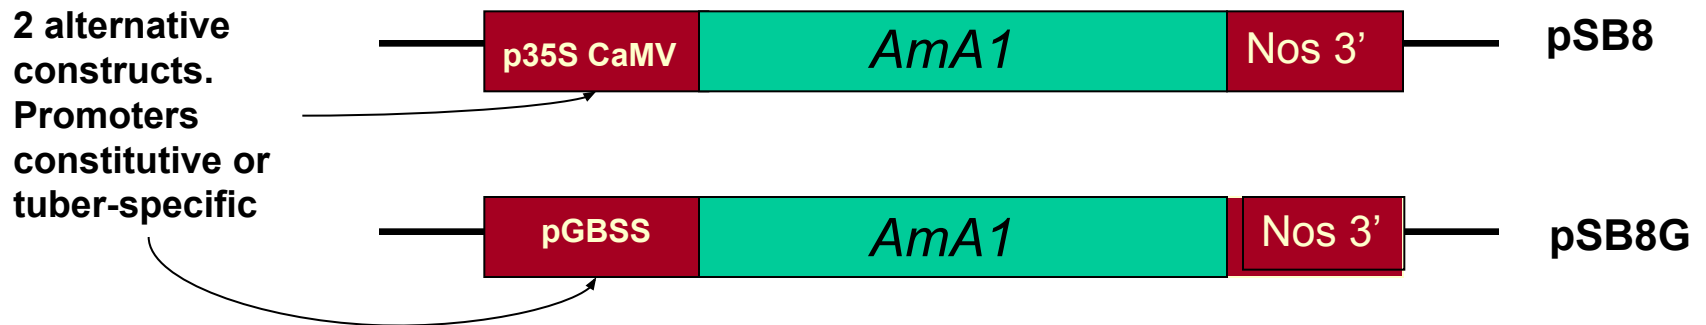 2 alternative
constructs.
Promoters
constitutive or
tuber-specific
p35S CaMV AmA1 Nos 3’ pSB8
pGBSS AmA1 Nos 3’ pSB8G